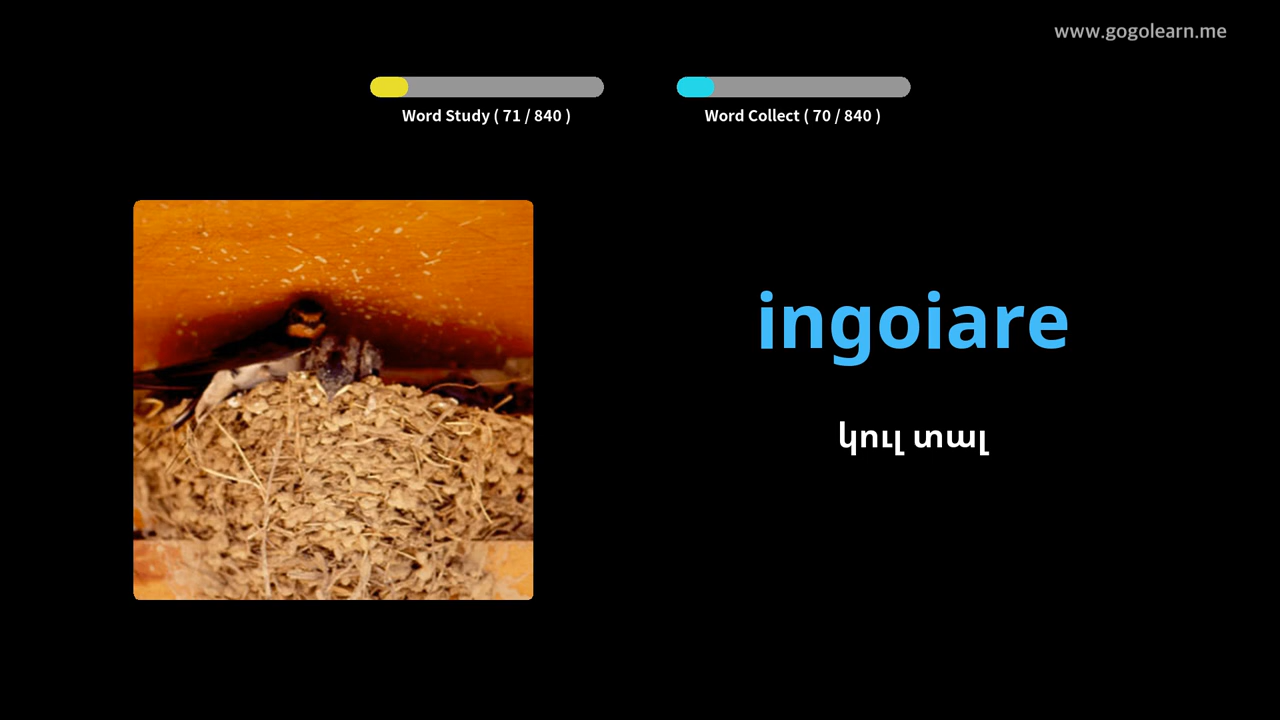 www.gogolearn.me
Word Study ( 71 / 840 )
Word Collect ( 70 / 840 )
ingoiare
կուլ տալ